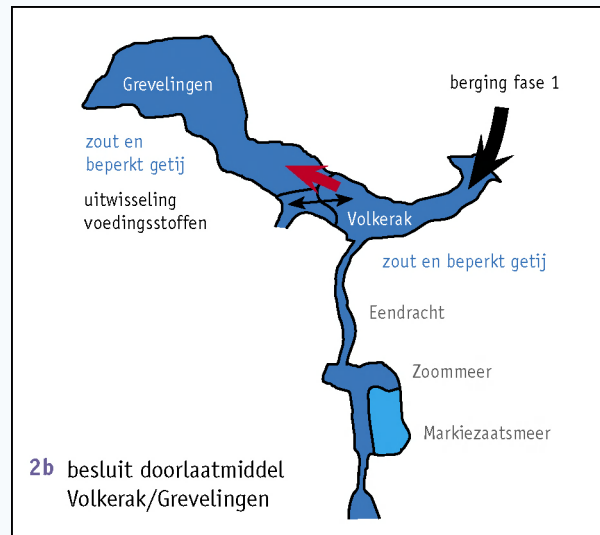 Grevelingen
berging fase 1
zout en
beperkt getij
uitwisseling
voedingsstoffen
Volkerak
zout en beperkt getij
Eendracht
Zoommeer
Markiezaatsmeer
2b besluit doorlaatmiddel
Volkerak/Grevelingen